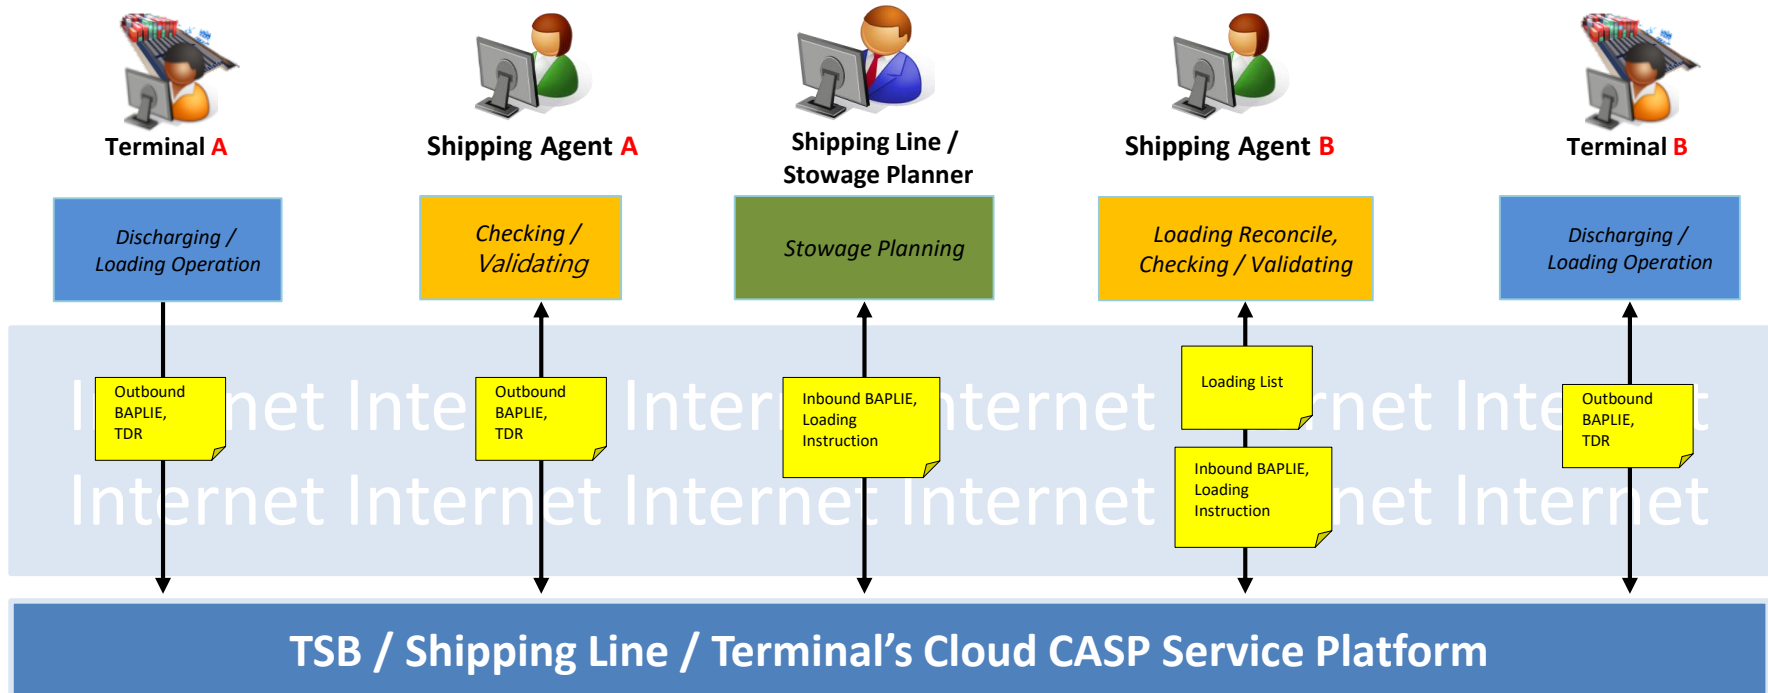 Terminal A
Shipping Agent A
Shipping Line /
Stowage Planner
Shipping Agent B
Terminal B
Discharging /
Loading Operation
Checking /
Validating
Stowage Planning
Loading Reconcile,
Checking / Validating
Discharging /
Loading Operation
Internet Internet Internet Internet Internet Internet
Internet Internet Internet Internet Internet Internet
Outbound
BAPLIE,
TDR
Outbound
BAPLIE,
TDR
Inbound BAPLIE,
Loading
Instruction
Loading List
Inbound BAPLIE,
Loading
Instruction
Outbound
BAPLIE,
TDR
TSB / Shipping Line / Terminal’s Cloud CASP Service Platform